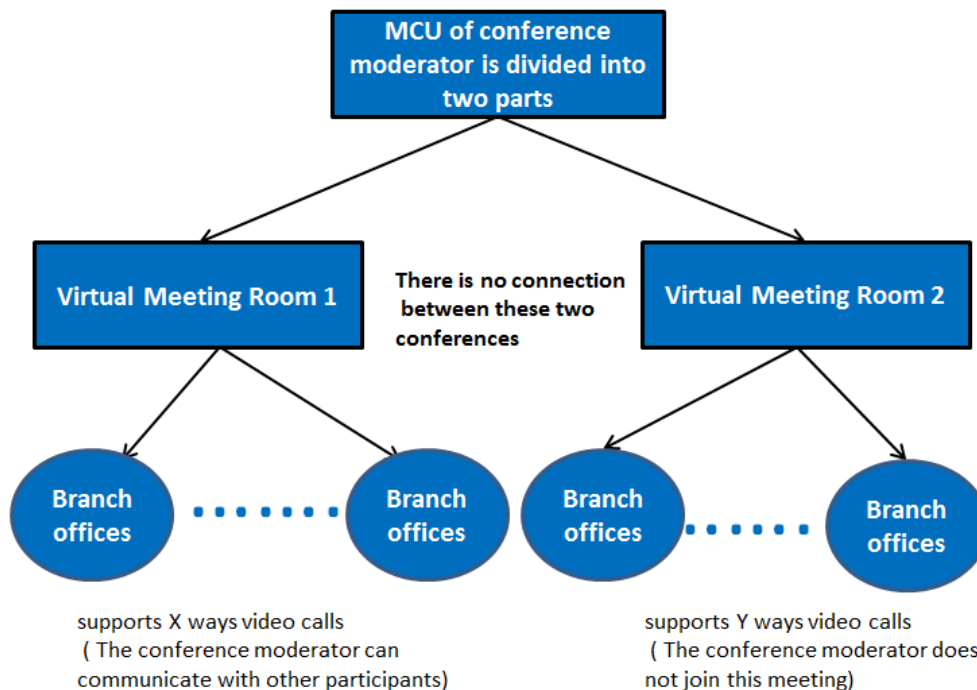 MCU of conference
moderator is divided into
two parts
Virtual Meeting Room 1
There is no connection
between these two
conferences
Virtual Meeting Room 2
Branch
offices
Branch
offices
Branch
offices
Branch
offices
supports X ways video calls
( The conference moderator can
communicate with other participants)
supports Y ways video calls
( The conference moderator does
not join this meeting)